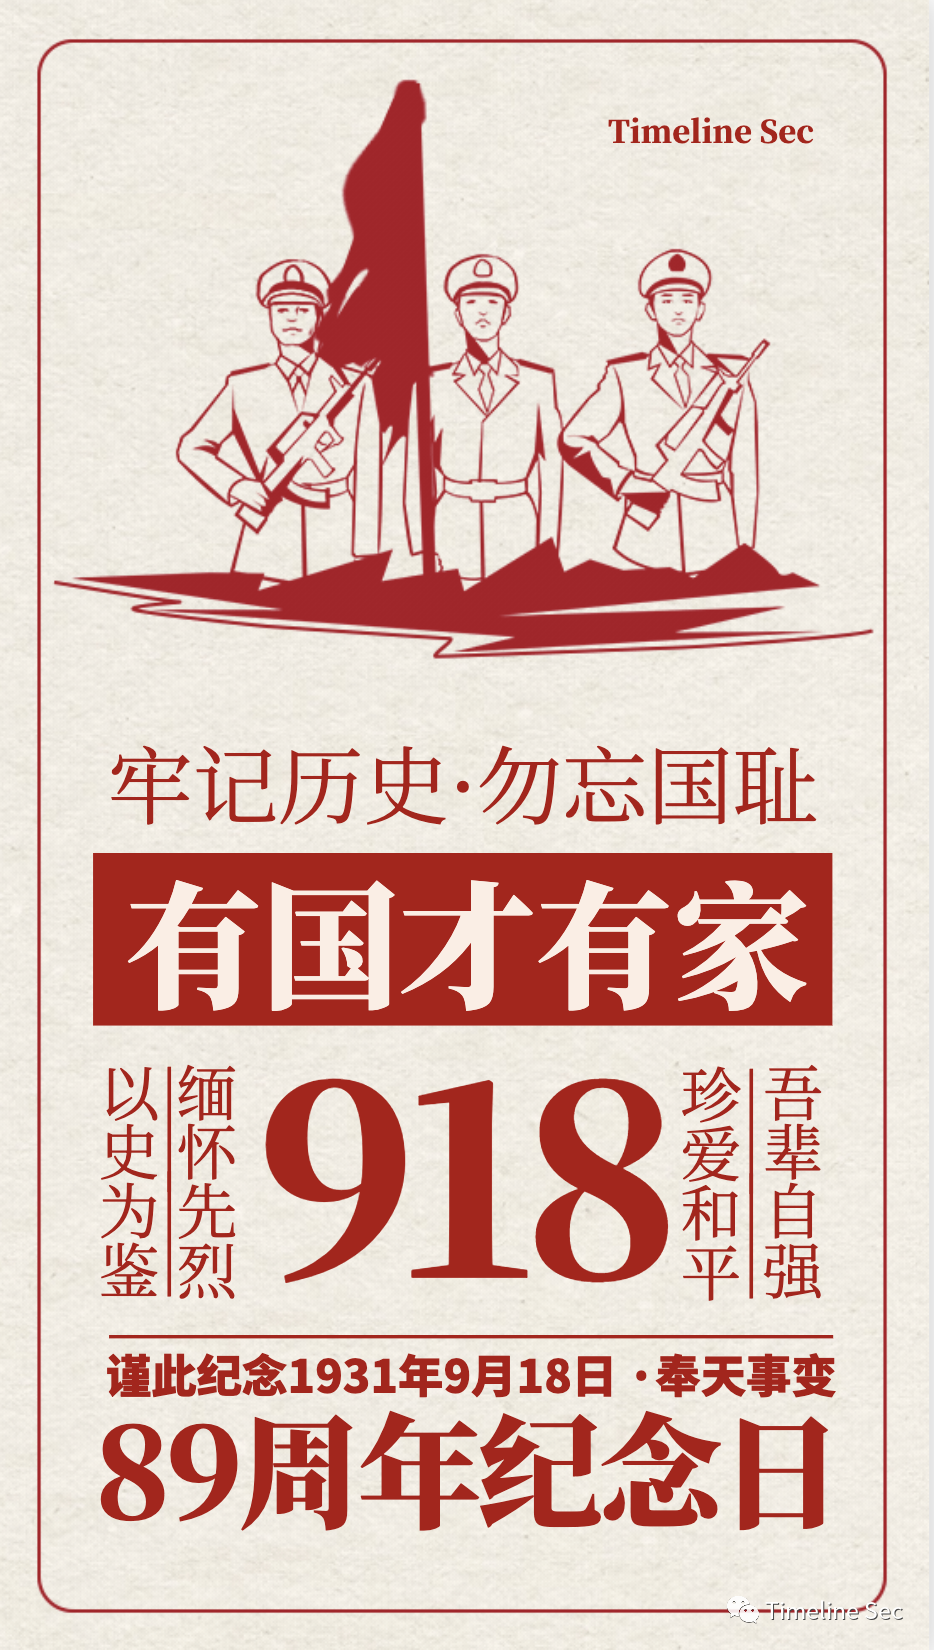 Timeline Sec
牢记历史·勿忘国耻
有国才有家
以史为鉴
缅怀先烈
918
珍爱和平
吾辈自强
谨此纪念1931年9月18日 ·奉天事变
89周年纪念日
Timeline Sec